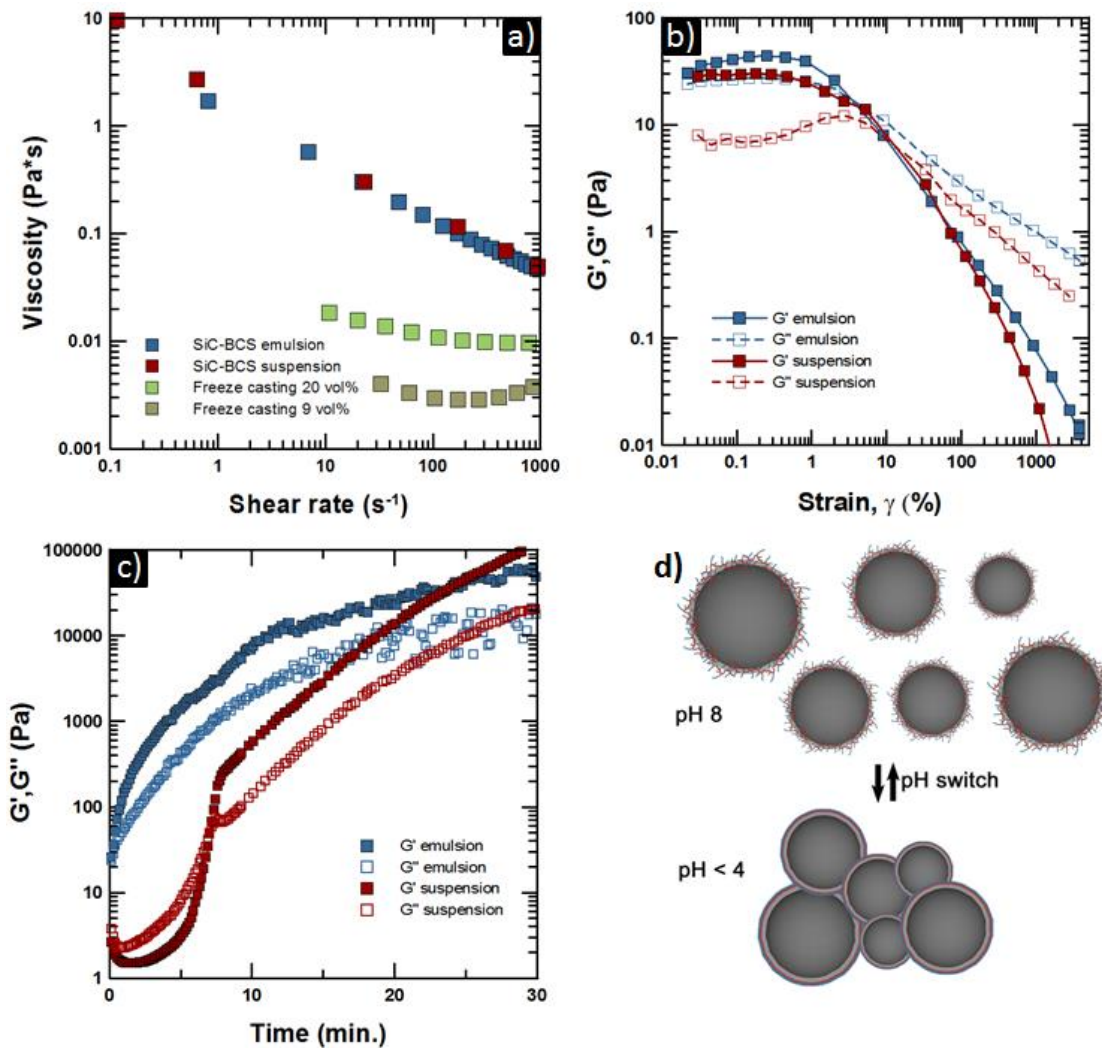 a)
10
1
0.1
0.01
0.001
Viscosity (Pa*s)
SiC-BCS emulsion
SiC-BCS suspension
Freeze casting 20 vol%
Freeze casting 9 vol%
0.1 1 10 100 1000
Shear rate (s⁻¹)
b)
100
10
1
0.1
0.01
G',G" (Pa)
G' emulsion
G" emulsion
G' suspension
G" suspension
0.01 0.1 1 10 100 1000
Strain, γ (%)
c)
100000
10000
1000
100
10
1
G',G" (Pa)
G' emulsion
G" emulsion
G' suspension
G" suspension
0 10 20 30
Time (min.)
d)
pH 8
pH switch
pH < 4